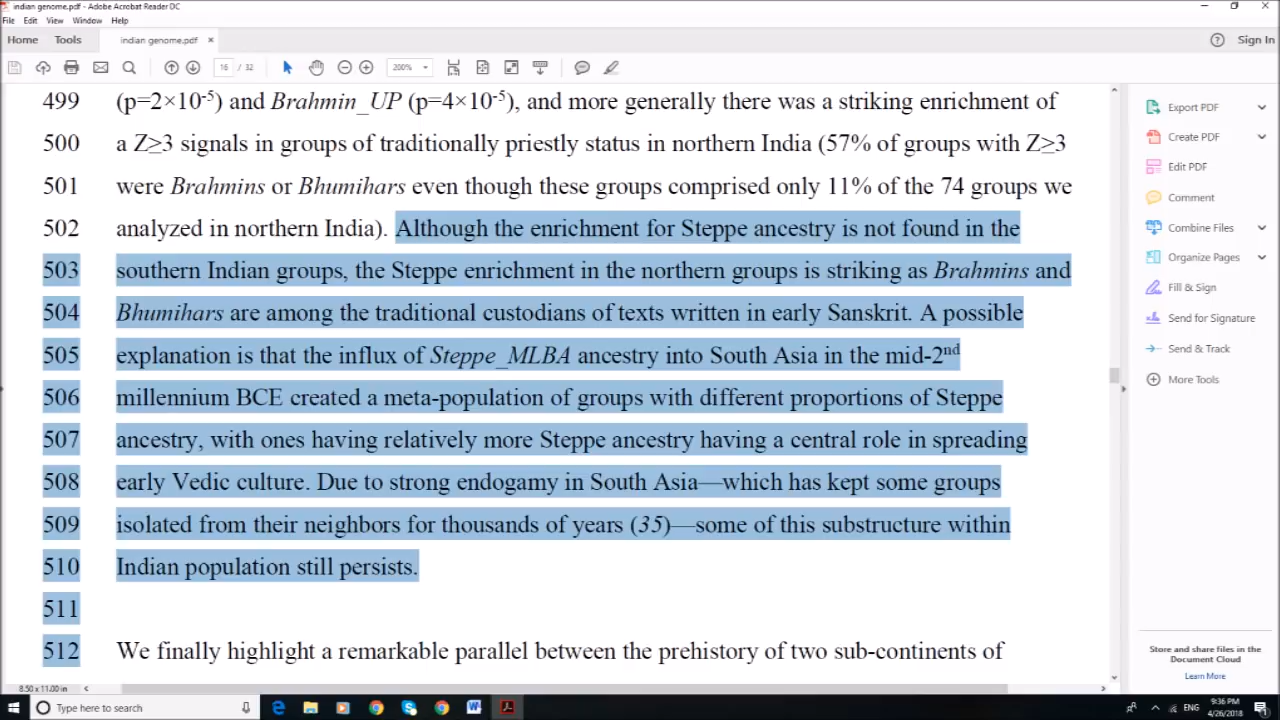 indian genome.pdf - Adobe Acrobat Reader DC
File Edit View Window Help
Home Tools indian genome.pdf × Sign In
16 / 32 200%
499 (p=2×10-5) and Brahmin_UP (p=4×10-5), and more generally there was a striking enrichment of
500 a Z≥3 signals in groups of traditionally priestly status in northern India (57% of groups with Z≥3
501 were Brahmins or Bhumihars even though these groups comprised only 11% of the 74 groups we
502 analyzed in northern India). Although the enrichment for Steppe ancestry is not found in the
503 southern Indian groups, the Steppe enrichment in the northern groups is striking as Brahmins and
504 Bhumihars are among the traditional custodians of texts written in early Sanskrit. A possible
505 explanation is that the influx of Steppe_MLBA ancestry into South Asia in the mid-2nd
506 millennium BCE created a meta-population of groups with different proportions of Steppe
507 ancestry, with ones having relatively more Steppe ancestry having a central role in spreading
508 early Vedic culture. Due to strong endogamy in South Asia—which has kept some groups
509 isolated from their neighbors for thousands of years (35)—some of this substructure within
510 Indian population still persists.
511
512 We finally highlight a remarkable parallel between the prehistory of two sub-continents of
Export PDF
Create PDF
Edit PDF
Comment
Combine Files
Organize Pages
Fill & Sign
Send for Signature
Send & Track
More Tools
Store and share files in the
Document Cloud
Learn More
8.50 x 11.00 in
Type here to search
ENG
9:36 PM
4/26/2018
1